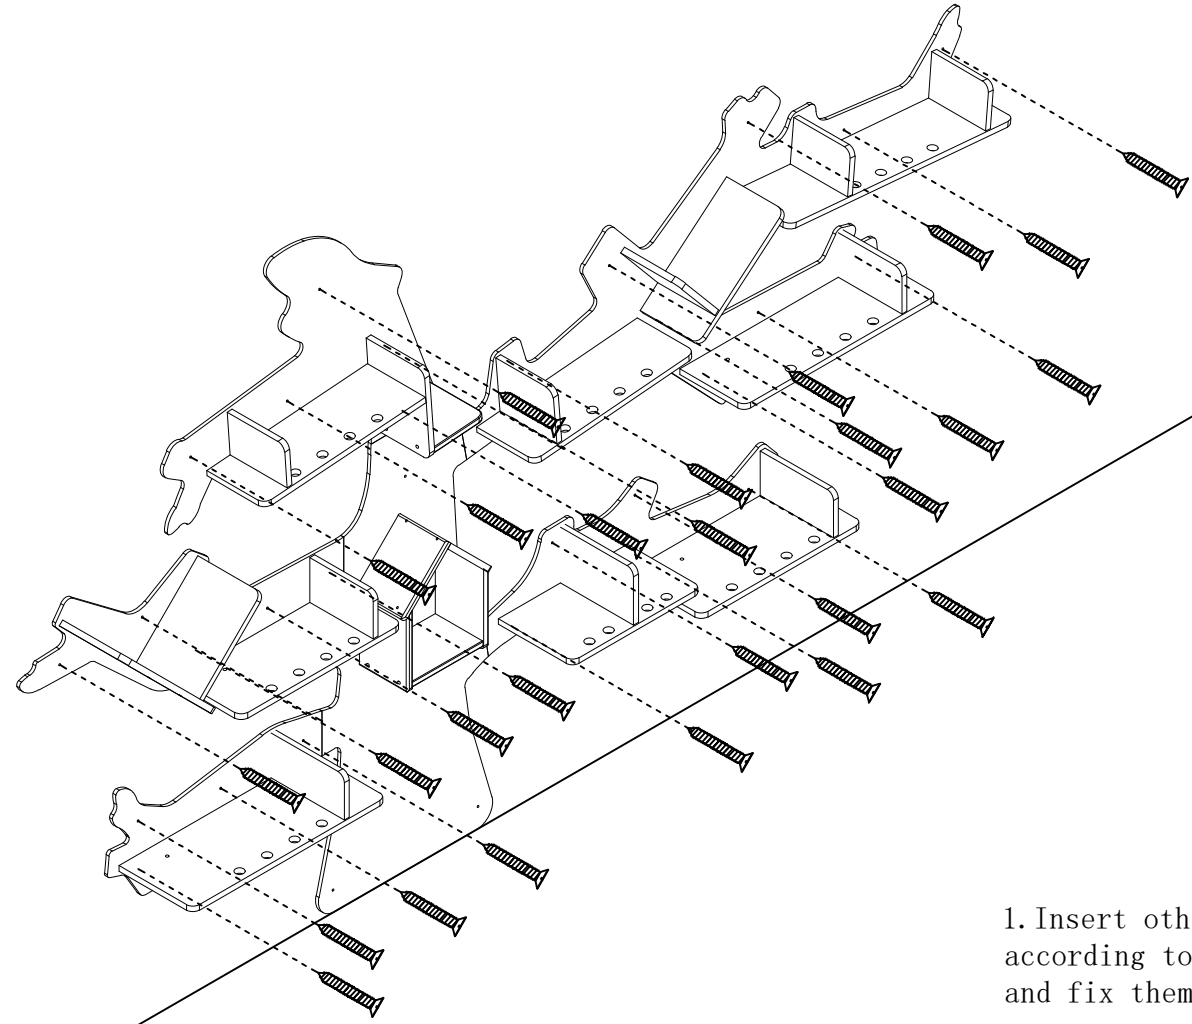 1. Insert oth
according to
and fix them